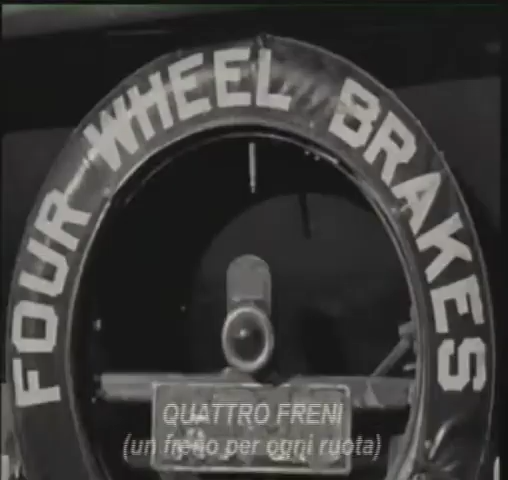 FOUR WHEEL BRAKES
QUATTRO FRENI
(un freno per ogni ruota)